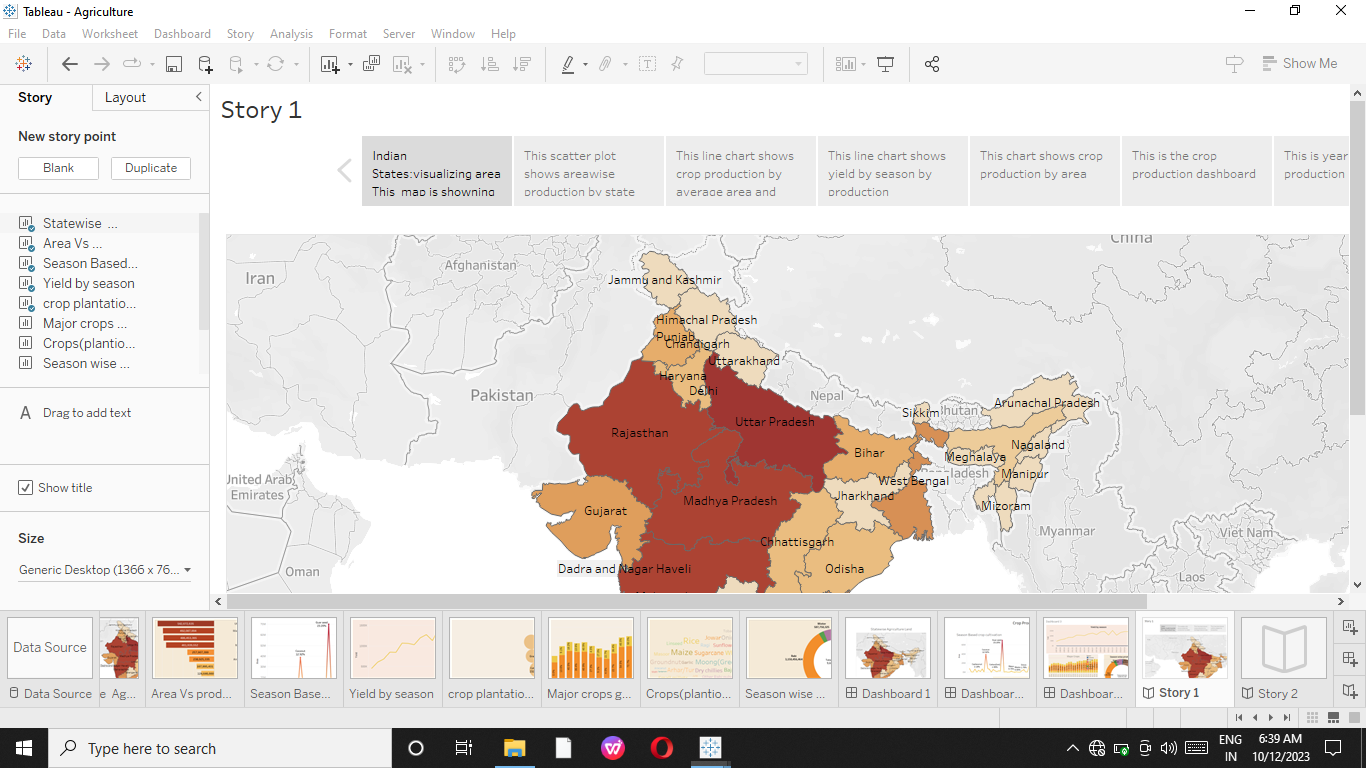 Tableau - Agriculture
File Data Worksheet Dashboard Story Analysis Format Server Window Help
Show Me
Story Layout
New story point
Blank Duplicate
Statewise ...
Area Vs ...
Season Based...
Yield by season
crop plantatio...
Major crops ...
Crops(plantio...
Season wise ...
A Drag to add text
Show title
Size
Generic Desktop (1366 x 76...
Story 1
Indian
States:visualizing area
This map is showning
This scatter plot
shows areawise
production by state
This line chart shows
crop production by
average area and
This line chart shows
yield by season by
production
This chart shows crop
production by area
This is the crop
production dashboard
This is year
production
China
Iran
Afghanistan
Jammu and Kashmir
Himachal Pradesh
Punjab
Chandigarh
Uttarakhand
Haryana
Delhi
Pakistan
Nepal
Arunachal Pradesh
Sikkim
Bhutan
Uttar Pradesh
Rajasthan
Nagaland
Bihar
Meghalaya
ladesh
Manipur
West Bengal
United Arab
Emirates
Jharkhand
Madhya Pradesh
Mizoram
Gujarat
Myanmar
Viet Nam
Chhattisgarh
Oman
Dadra and Nagar Haveli
Odisha
Laos
Data Source
Data Source
e Ag...
Area Vs prod...
Season Base...
Yield by season
crop plantatio...
Major crops g...
Rice
Maize Sugarcane
Crops(plantio...
Season wise ...
Dashboard 1
Dashboar...
Dashboar...
Story 1
Story 2
Type here to search
ENG
IN
6:39 AM
10/12/2023